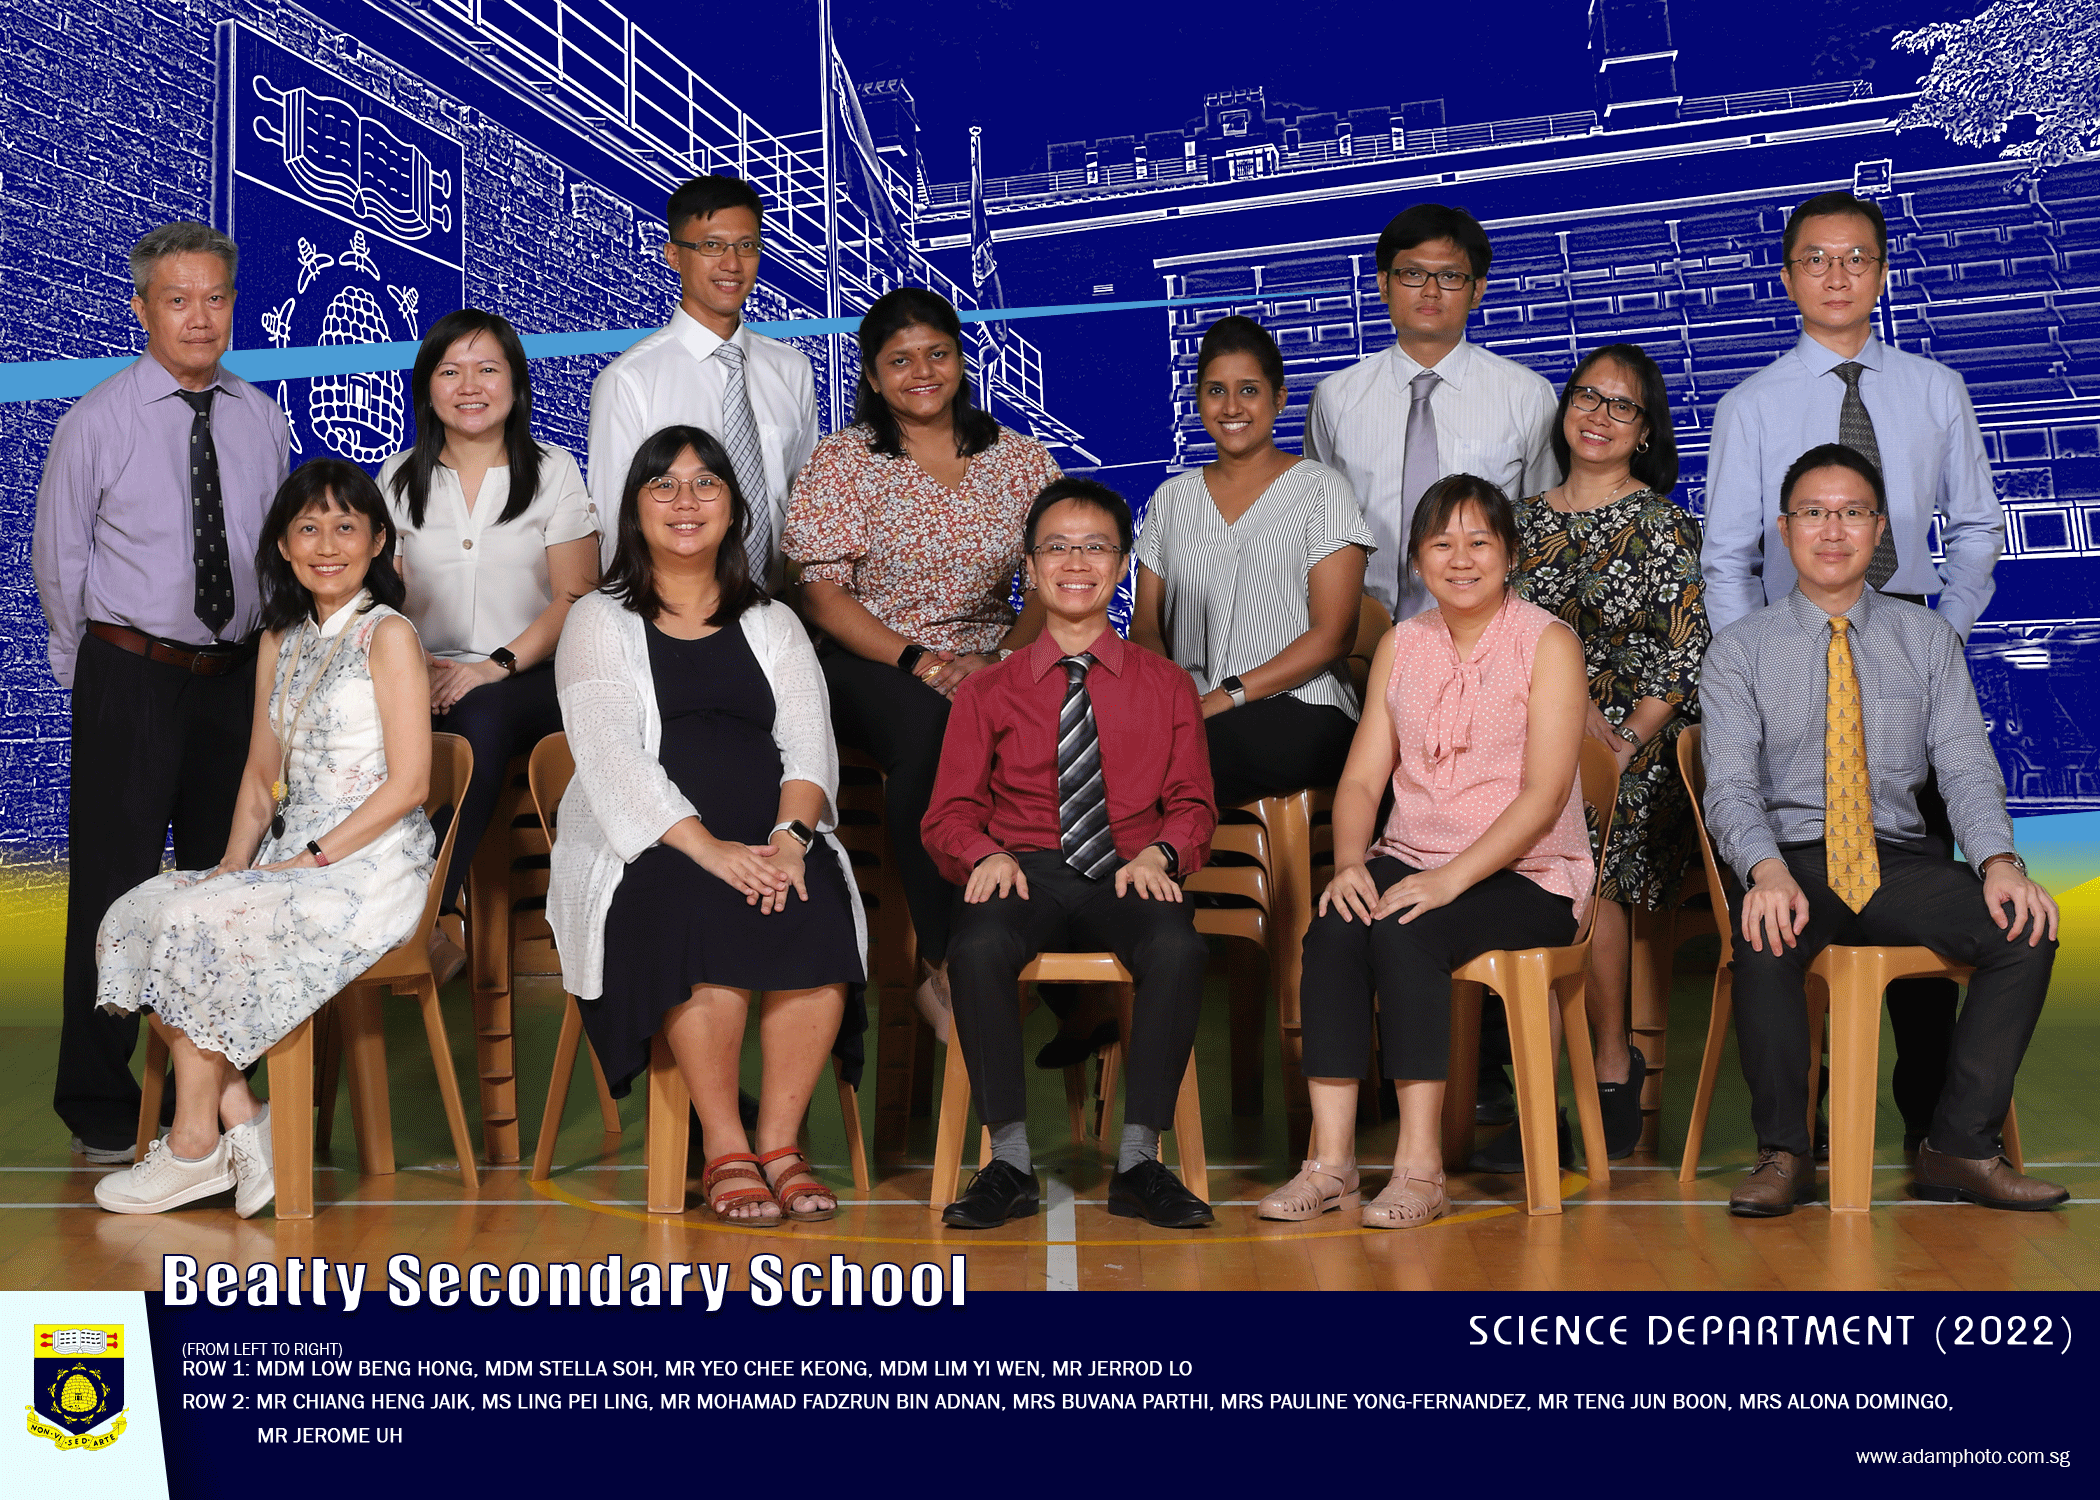 Beatty Secondary School
SCIENCE DEPARTMENT (2022)
(FROM LEFT TO RIGHT)
ROW 1: MDM LOW BENG HONG, MDM STELLA SOH, MR YEO CHEE KEONG, MDM LIM YI WEN, MR JERROD LO
ROW 2: MR CHIANG HENG JAIK, MS LING PEI LING, MR MOHAMAD FADZRUN BIN ADNAN, MRS BUVANA PARTHI, MRS PAULINE YONG-FERNANDEZ, MR TENG JUN BOON, MRS ALONA DOMINGO,
MR JEROME UH
NON·VI·SED·ARTE
www.adamphoto.com.sg